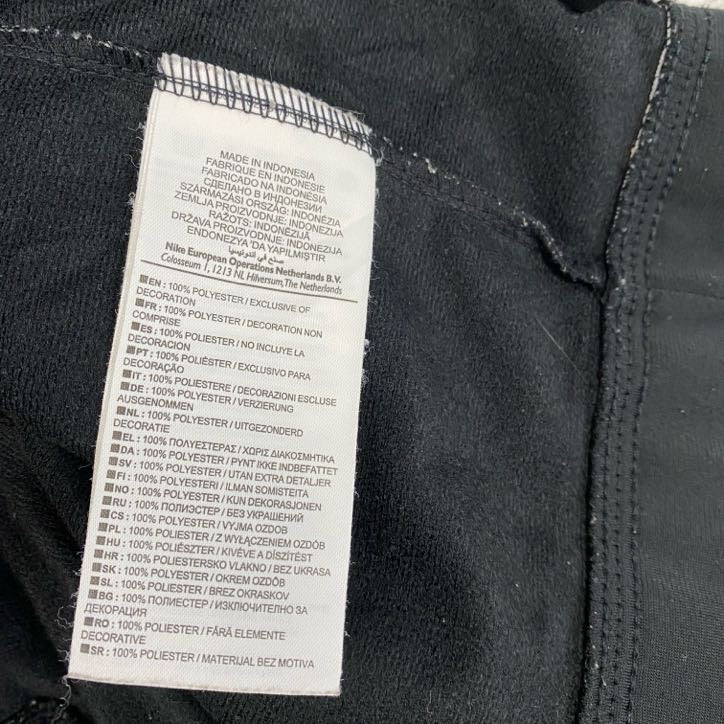 MADE IN INDONESIA
FABRIQUE EN INDONESIE
FABRICADO NA INDONÉSIA
СДЕЛАНО В ИНДОНЕЗИИ
SZÁRMAZÁSI ORSZÁG: INDONÉZIA
ZEMLJA PROIZVODNJE: INDONEZIJA
RAŽOTS: INDONĒZIJĀ
DRŽAVA PROIZVODNJE: INDONEZIJA
ENDONEZYA'DA YAPILMIŞTIR
صنع في اندونيسيا
Nike European Operations Netherlands B.V.
Colosseum 1, 1213 NL Hilversum, The Netherlands
EN : 100% POLYESTER / EXCLUSIVE OF
DECORATION
FR : 100% POLYESTER / DECORATION NON
COMPRISE
ES : 100% POLIESTER / NO INCLUYE LA
DECORACION
PT : 100% POLIÉSTER / EXCLUSIVO PARA
DECORAÇÃO
IT : 100% POLIESTERE / DECORAZIONI ESCLUSE
DE : 100% POLYESTER / VERZIERUNG
AUSGENOMMEN
NL : 100% POLYESTER / UITGEZONDERD
DECORATIE
EL : 100% ΠΟΛΥΕΣΤΕΡΑΣ / ΧΩΡΙΣ ΔΙΑΚΟΣΜΗΤΙΚΑ
DA : 100% POLYESTER / PYNT IKKE INDBEFATTET
SV : 100% POLYESTER / UTAN EXTRA DETALJER
FI : 100% POLYESTERI / ILMAN SOMISTEITA
NO : 100% POLYESTER / KUN DEKORASJONEN
RU : 100% ПОЛИЭСТЕР / БЕЗ УКРАШЕНИЙ
CS : 100% POLYESTER / VYJMA OZDOB
PL : 100% POLIESTER / Z WYŁĄCZENIEM OZDÓB
HU : 100% POLIÉSZTER / KIVÉVE A DÍSZÍTÉST
HR : 100% POLIESTERSKO VLAKNO / BEZ UKRASA
SK : 100% POLYESTER / OKREM OZDÔB
SL : 100% POLIESTER / BREZ OKRASKOV
BG : 100% ПОЛИЕСТЕР / ИЗКЛЮЧИТЕЛНО ЗА
ДЕКОРАЦИЯ
RO : 100% POLIESTER / FĂRĂ ELEMENTE
DECORATIVE
SR : 100% POLIESTER / MATERIJAL BEZ MOTIVA